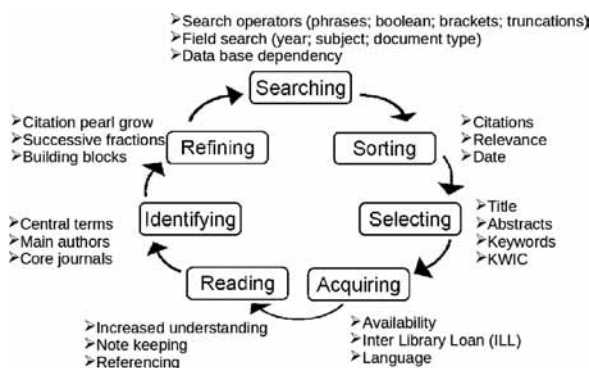 ➢Search operators (phrases; boolean; brackets; truncations)
➢Field search (year; subject; document type)
➢Data base dependency
Searching
➢Citation pearl grow
➢Successive fractions
➢Building blocks
Refining
Sorting
➢Citations
➢Relevance
➢Date
➢Central terms
➢Main authors
➢Core journals
Identifying
Selecting
➢Title
➢Abstracts
➢Keywords
➢KWIC
Reading
Acquiring
➢Increased understanding
➢Note keeping
➢Referencing
➢Availability
➢Inter Library Loan (ILL)
➢Language